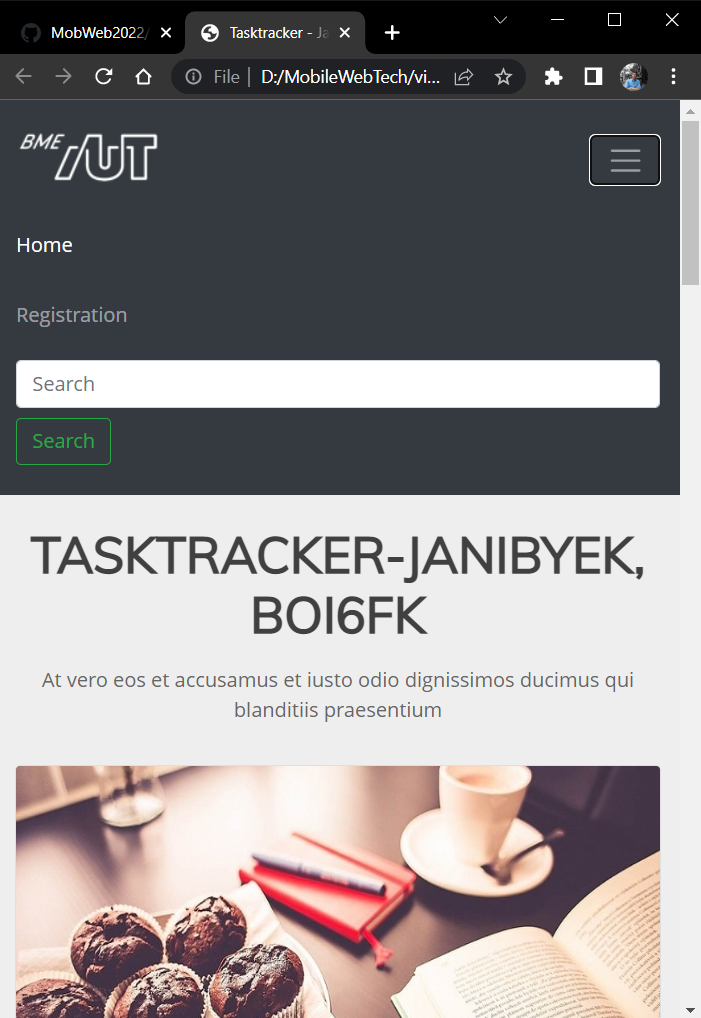 MobWeb2022/
Tasktracker - Ja
File
D:/MobileWebTech/vi...
BME
AUT
Home
Registration
Search
Search
TASKTRACKER-JANIBYEK,
BOI6FK
At vero eos et accusamus et iusto odio dignissimos ducimus qui
blanditiis praesentium